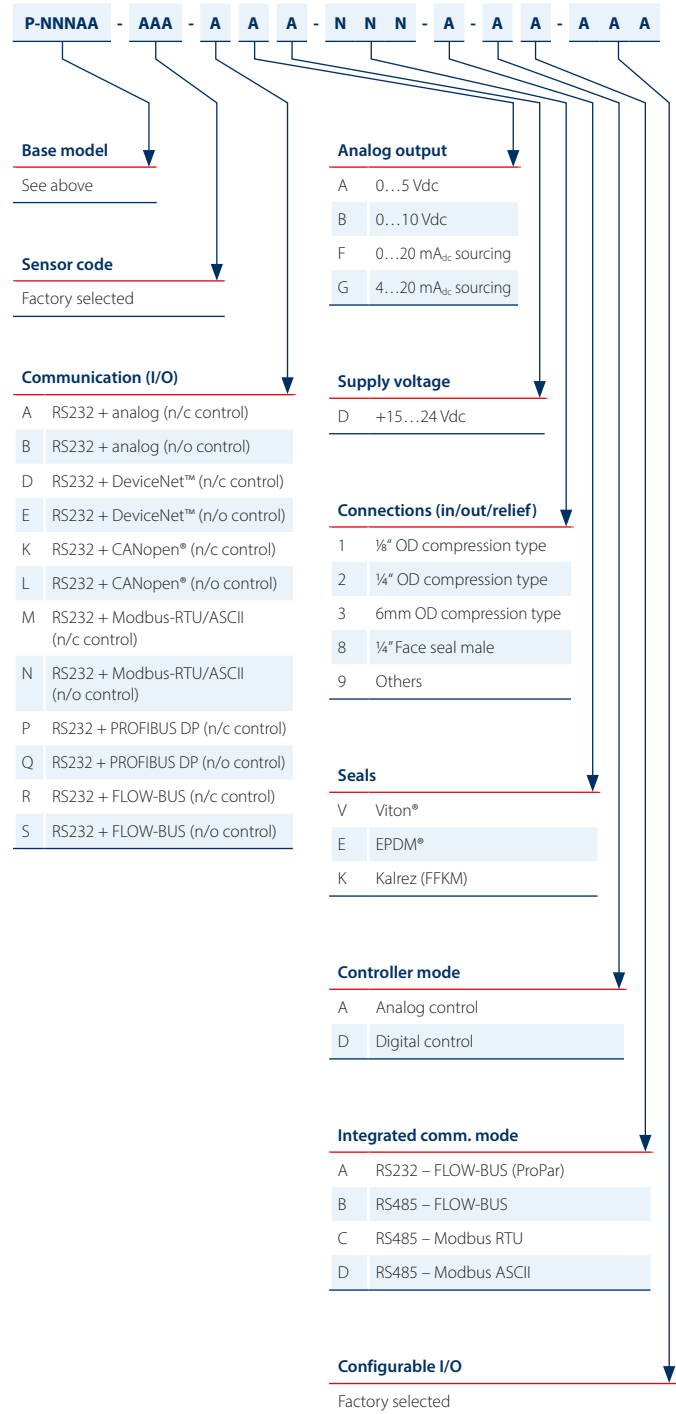 P-NNNAA - AAA - A A A - N N N - A - A A - A A A
Base model
See above
Sensor code
Factory selected
Communication (I/O)
A RS232 + analog (n/c control)
B RS232 + analog (n/o control)
D RS232 + DeviceNet™ (n/c control)
E RS232 + DeviceNet™ (n/o control)
K RS232 + CANopen® (n/c control)
L RS232 + CANopen® (n/o control)
M RS232 + Modbus-RTU/ASCII
(n/c control)
N RS232 + Modbus-RTU/ASCII
(n/o control)
P RS232 + PROFIBUS DP (n/c control)
Q RS232 + PROFIBUS DP (n/o control)
R RS232 + FLOW-BUS (n/c control)
S RS232 + FLOW-BUS (n/o control)
Analog output
A 0…5 Vdc
B 0…10 Vdc
F 0…20 mAdc sourcing
G 4…20 mAdc sourcing
Supply voltage
D +15…24 Vdc
Connections (in/out/relief)
1 ⅛" OD compression type
2 ¼" OD compression type
3 6mm OD compression type
8 ¼" Face seal male
9 Others
Seals
V Viton®
E EPDM®
K Kalrez (FFKM)
Controller mode
A Analog control
D Digital control
Integrated comm. mode
A RS232 – FLOW-BUS (ProPar)
B RS485 – FLOW-BUS
C RS485 – Modbus RTU
D RS485 – Modbus ASCII
Configurable I/O
Factory selected